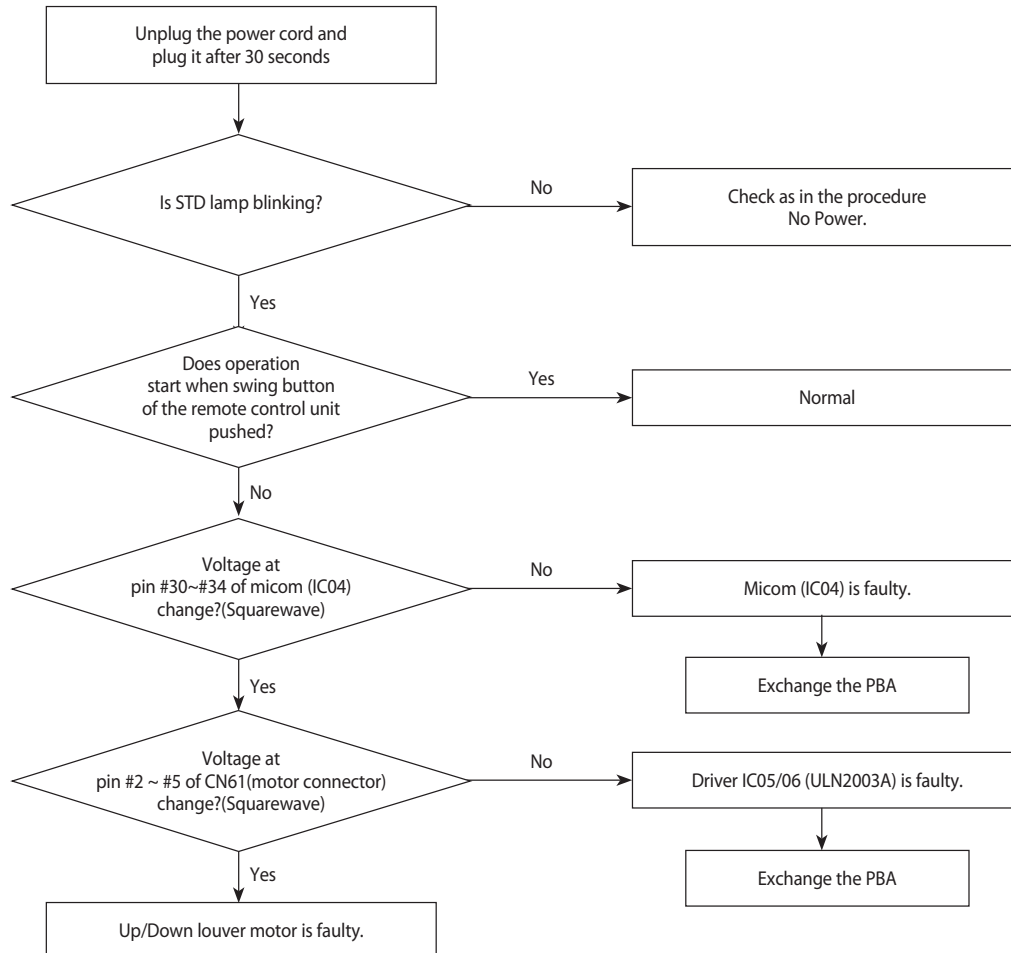 Unplug the power cord and
plug it after 30 seconds
Is STD lamp blinking?
No
Check as in the procedure
No Power.
Yes
Does operation
start when swing button
of the remote control unit
pushed?
Yes
Normal
No
Voltage at
pin #30~#34 of micom (IC04)
change?(Squarewave)
No
Micom (IC04) is faulty.
Exchange the PBA
Yes
Voltage at
pin #2 ~ #5 of CN61(motor connector)
change?(Squarewave)
No
Driver IC05/06 (ULN2003A) is faulty.
Exchange the PBA
Yes
Up/Down louver motor is faulty.